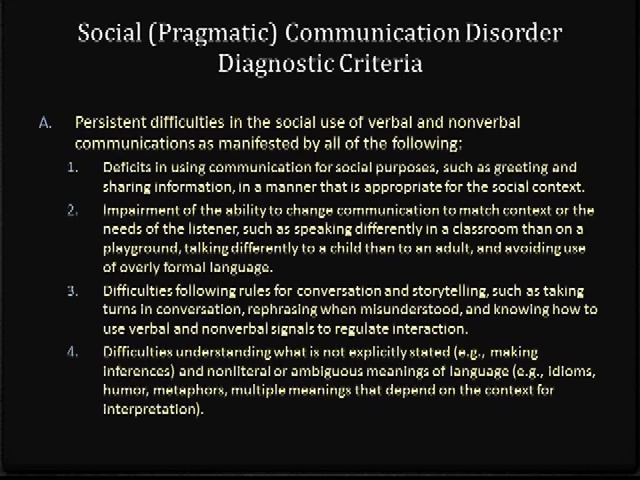 Social (Pragmatic) Communication Disorder
Diagnostic Criteria
A. Persistent difficulties in the social use of verbal and nonverbal
communications as manifested by all of the following:
1. Deficits in using communication for social purposes, such as greeting and
sharing information, in a manner that is appropriate for the social context.
2. Impairment of the ability to change communication to match context or the
needs of the listener, such as speaking differently in a classroom than on a
playground, talking differently to a child than to an adult, and avoiding use
of overly formal language.
3. Difficulties following rules for conversation and storytelling, such as taking
turns in conversation, rephrasing when misunderstood, and knowing how to
use verbal and nonverbal signals to regulate interaction.
4. Difficulties understanding what is not explicitly stated (e.g., making
inferences) and nonliteral or ambiguous meanings of language (e.g., idioms,
humor, metaphors, multiple meanings that depend on the context for
interpretation).